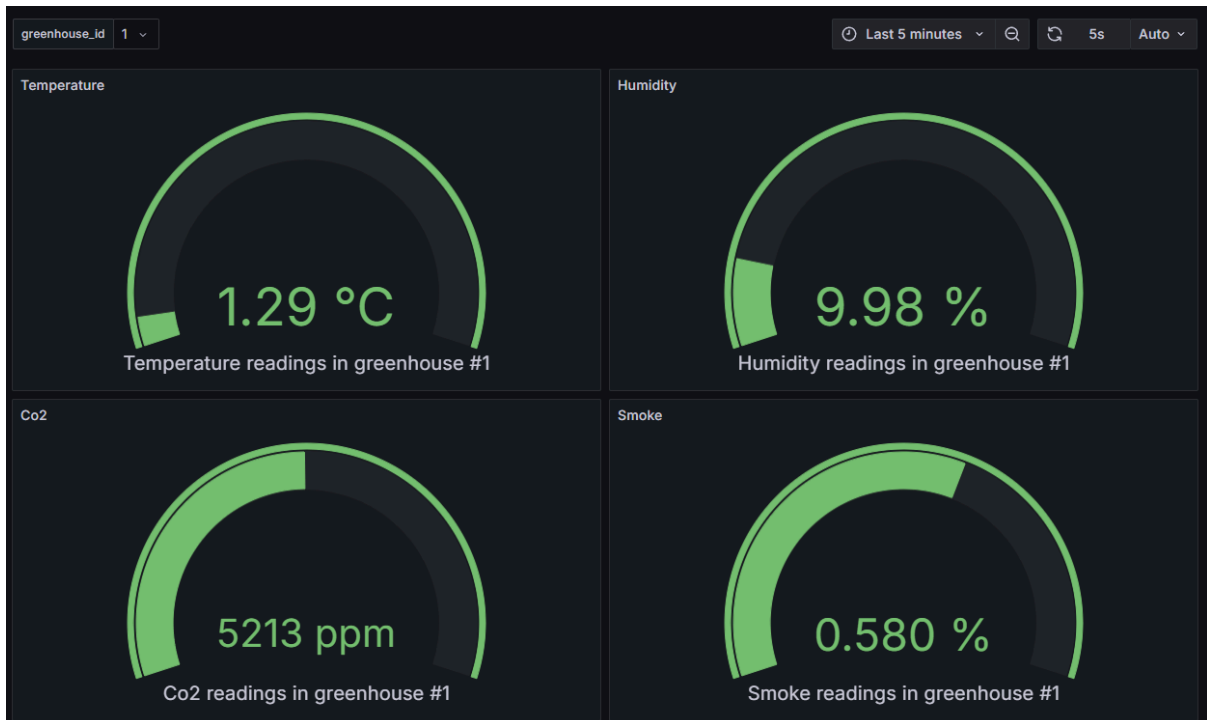 greenhouse_id 1 Last 5 minutes 5s Auto
Temperature
1.29 °C
Temperature readings in greenhouse #1
Humidity
9.98 %
Humidity readings in greenhouse #1
Co2
5213 ppm
Co2 readings in greenhouse #1
Smoke
0.580 %
Smoke readings in greenhouse #1